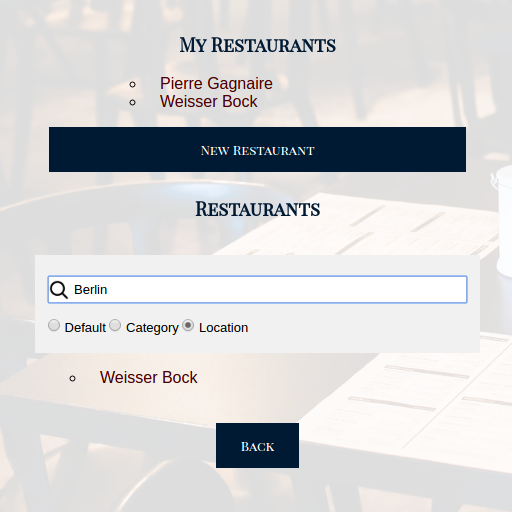 My Restaurants
Pierre Gagnaire
Weisser Bock
New Restaurant
Restaurants
Berlin
Default Category Location
Weisser Bock
Back